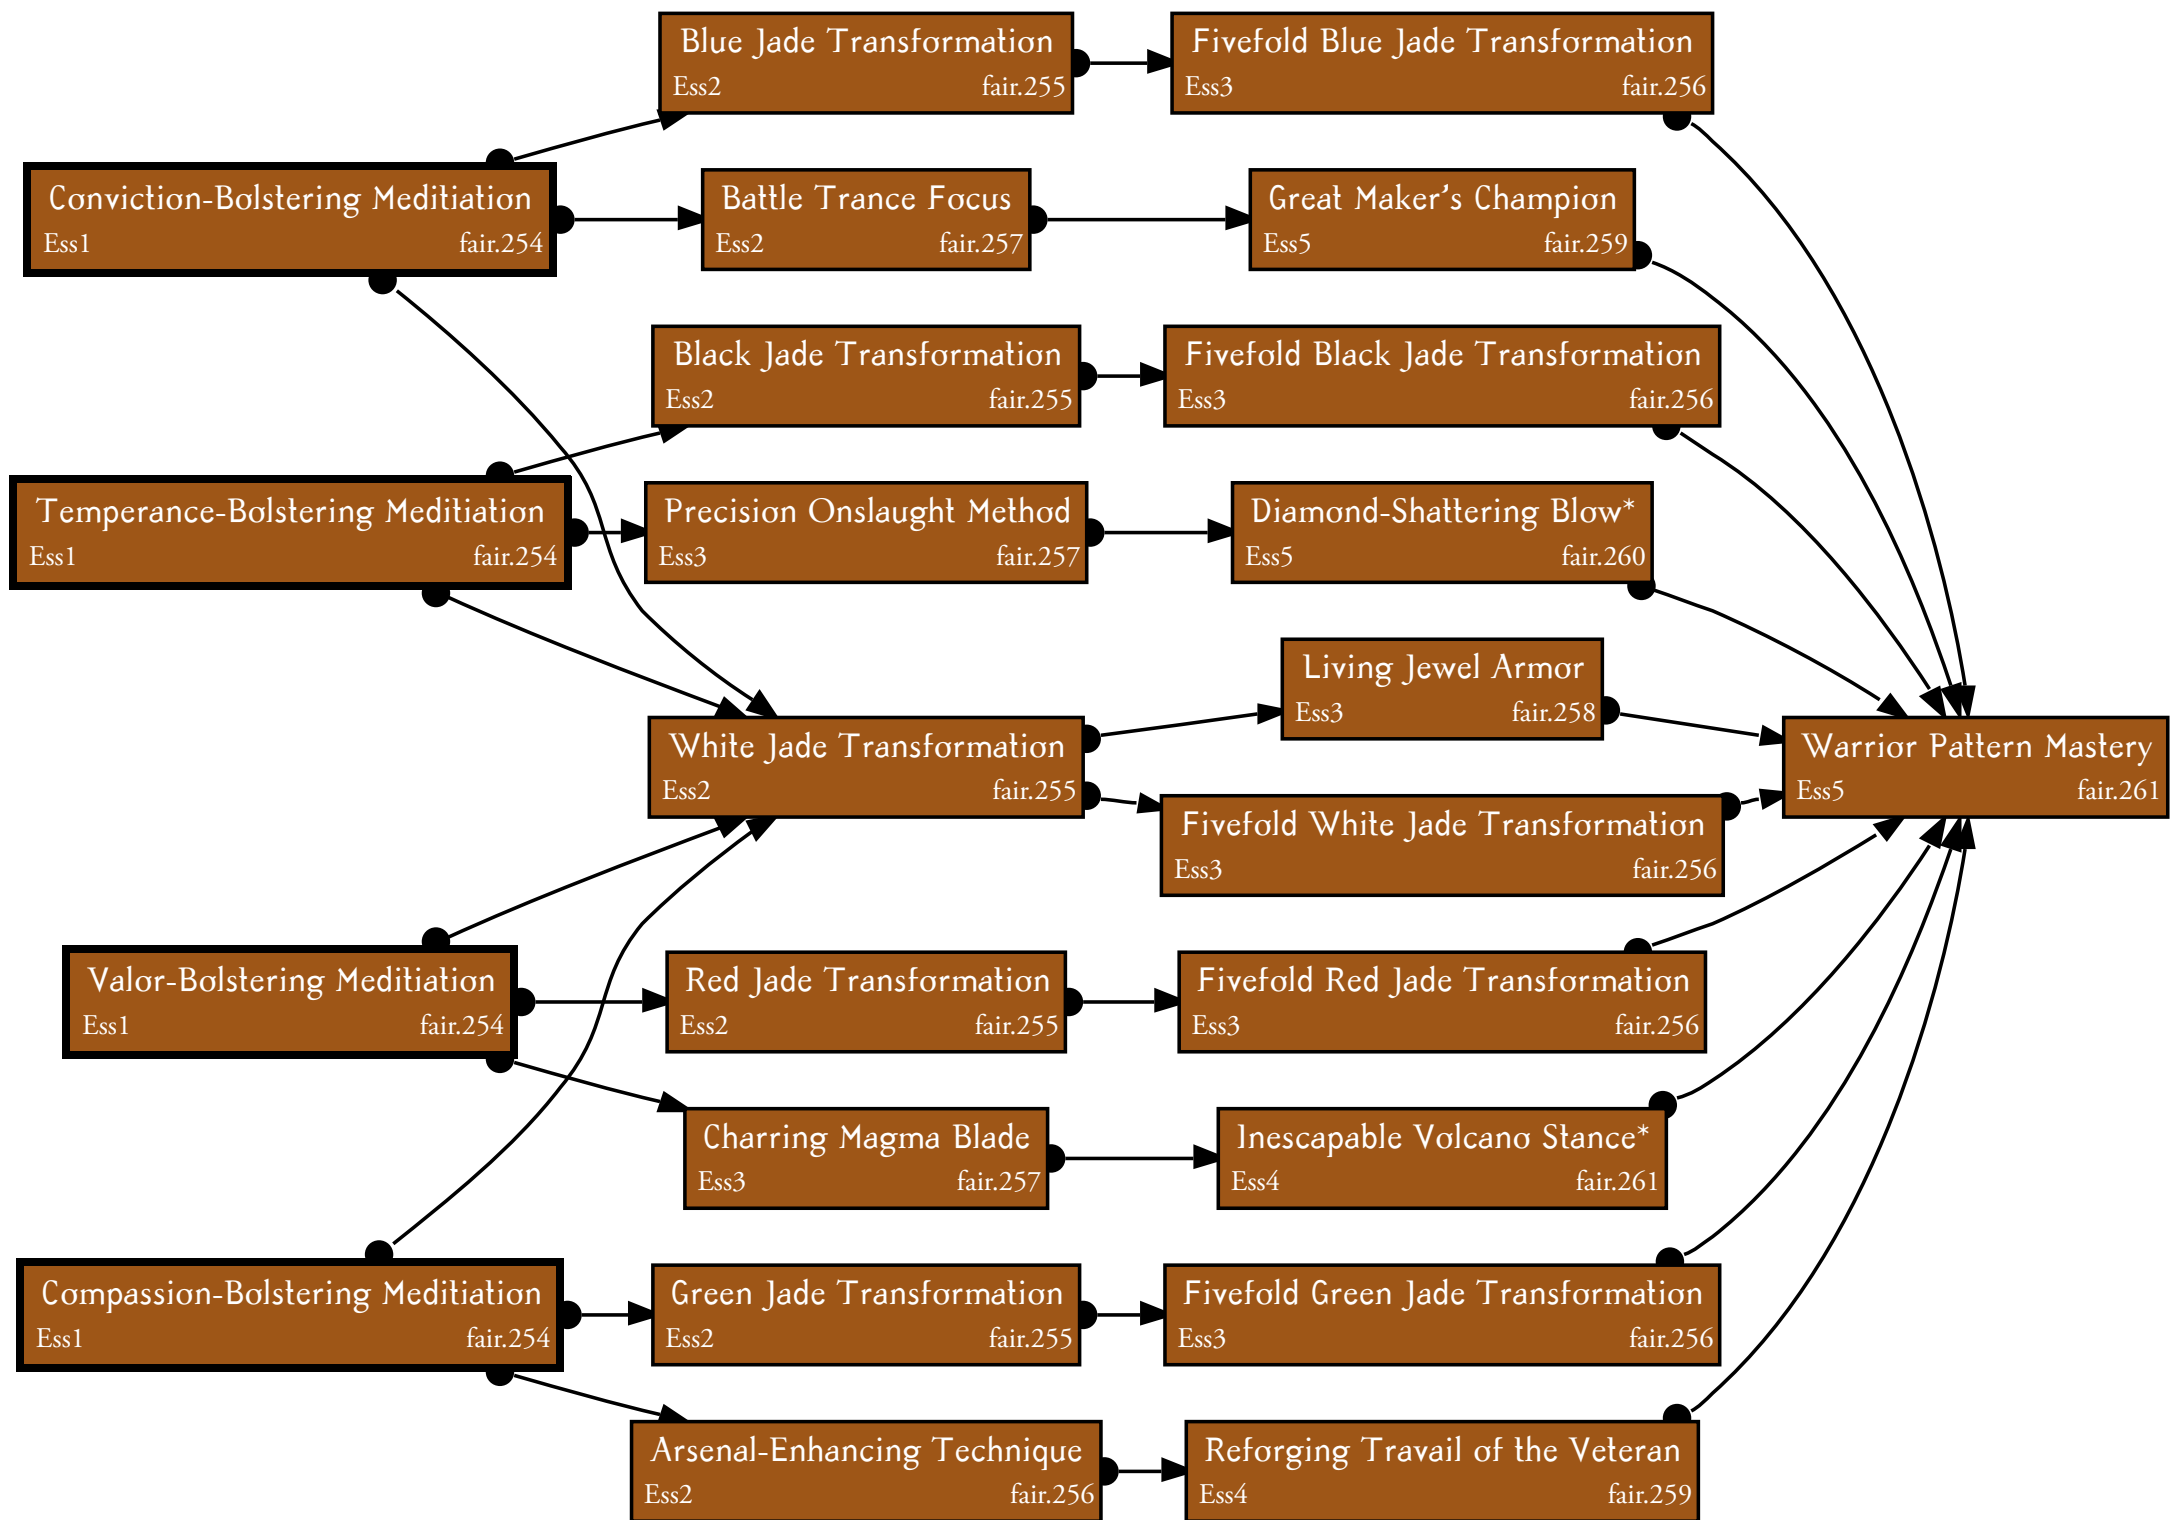 Blue Jade Transformation
Ess2 fair.255
Fivefold Blue Jade Transformation
Ess3 fair.256
Conviction-Bolstering Meditiation
Ess1 fair.254
Battle Trance Focus
Ess2 fair.257
Great Maker's Champion
Ess5 fair.259
Black Jade Transformation
Ess2 fair.255
Fivefold Black Jade Transformation
Ess3 fair.256
Temperance-Bolstering Meditiation
Ess1 fair.254
Precision Onslaught Method
Ess3 fair.257
Diamond-Shattering Blow*
Ess5 fair.260
Living Jewel Armor
Ess3 fair.258
White Jade Transformation
Ess2 fair.255
Warrior Pattern Mastery
Ess5 fair.261
Fivefold White Jade Transformation
Ess3 fair.256
Valor-Bolstering Meditiation
Ess1 fair.254
Red Jade Transformation
Ess2 fair.255
Fivefold Red Jade Transformation
Ess3 fair.256
Charring Magma Blade
Ess3 fair.257
Inescapable Volcano Stance*
Ess4 fair.261
Compassion-Bolstering Meditiation
Ess1 fair.254
Green Jade Transformation
Ess2 fair.255
Fivefold Green Jade Transformation
Ess3 fair.256
Arsenal-Enhancing Technique
Ess2 fair.256
Reforging Travail of the Veteran
Ess4 fair.259